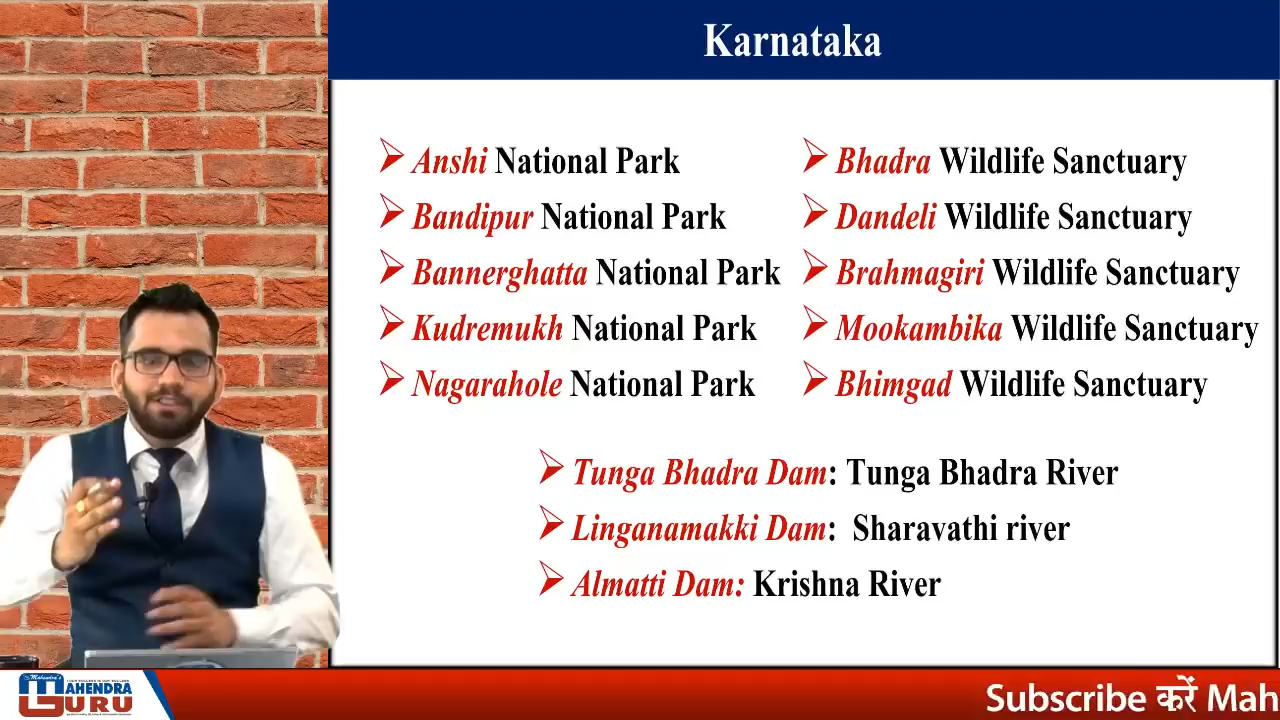 Karnataka
Anshi National Park
Bandipur National Park
Bannerghatta National Park
Kudremukh National Park
Nagarahole National Park
Bhadra Wildlife Sanctuary
Dandeli Wildlife Sanctuary
Brahmagiri Wildlife Sanctuary
Mookambika Wildlife Sanctuary
Bhimgad Wildlife Sanctuary
Tunga Bhadra Dam: Tunga Bhadra River
Linganamakki Dam: Sharavathi river
Almatti Dam: Krishna River
Mahendra's
MAHENDRA
GURU
Subscribe करें Mah